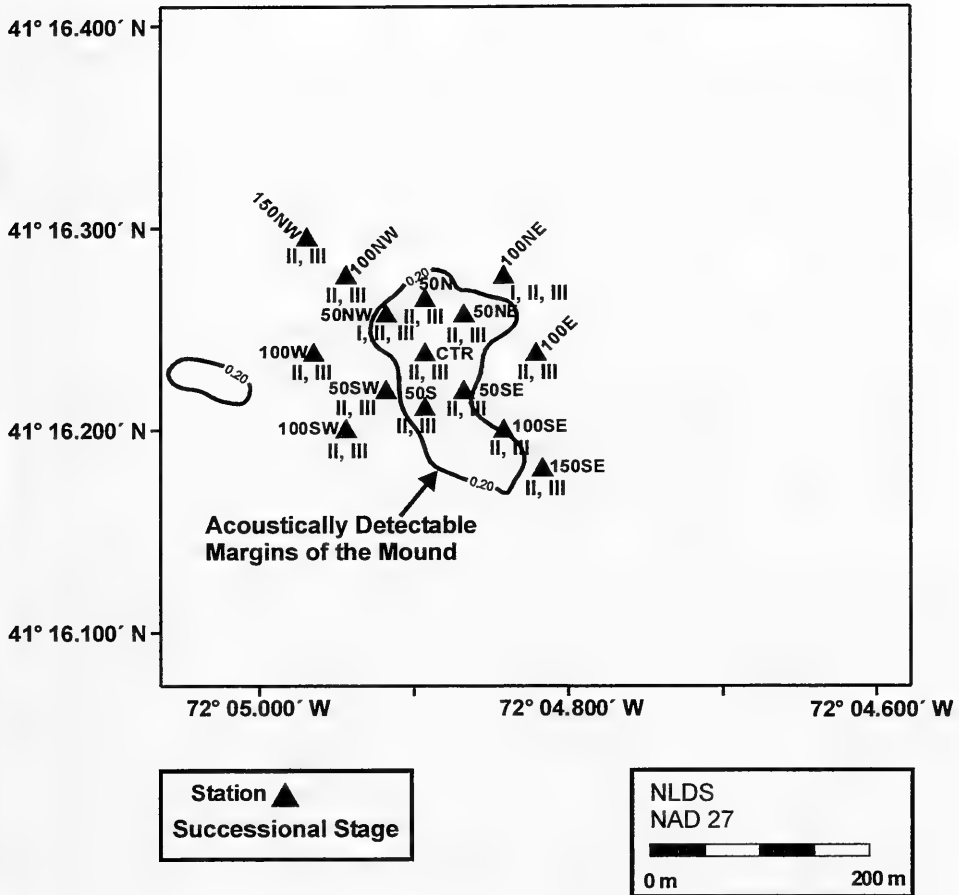 41° 16.400´ N
41° 16.300´ N
150NW
II, III
100NW
II, III
100NE
I, II, III
0.20
50N
II, III
50NW
I, II, III
50NE
II, III
100W
II, III
CTR
II, III
100E
II, III
0.20
50SW
II, III
50S
II, III
50SE
II, III
41° 16.200´ N
100SW
II, III
100SE
II, III
150SE
II, III
0.20
Acoustically Detectable
Margins of the Mound
41° 16.100´ N
72° 05.000´ W
72° 04.800´ W
72° 04.600´ W
Station
Successional Stage
NLDS
NAD 27
0 m 200 m